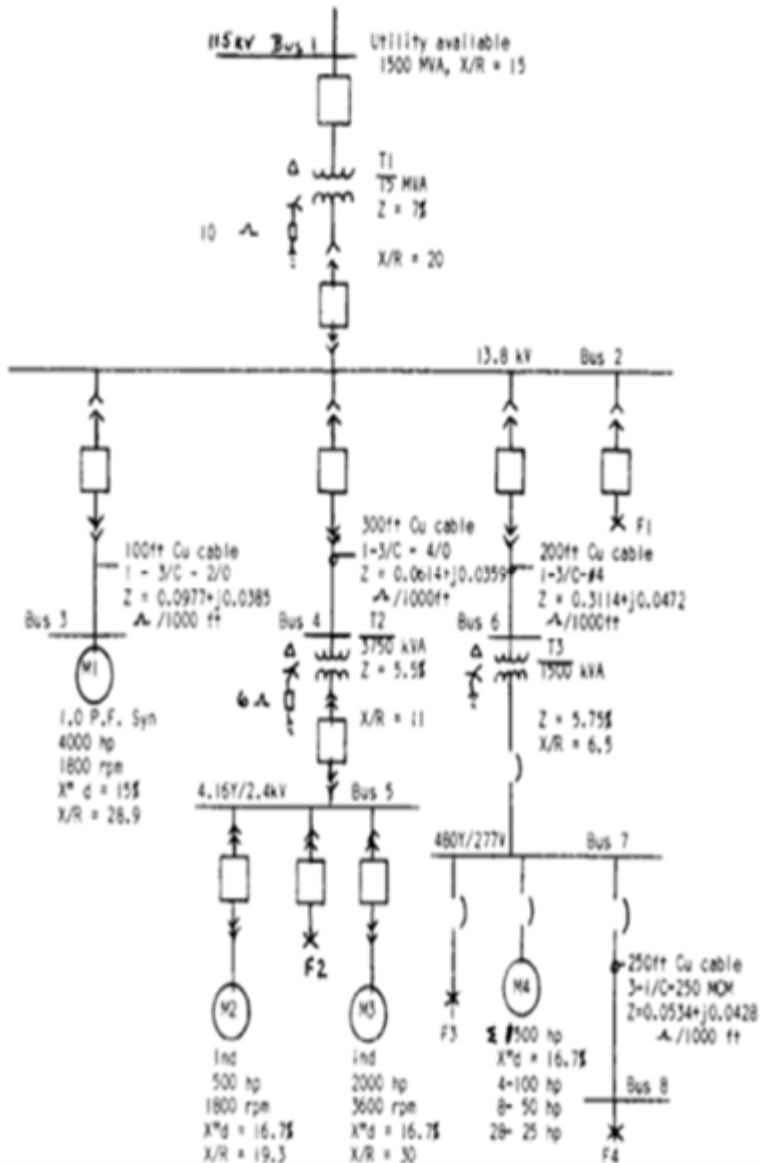 115kV Bus 1
Utility available
1500 MVA, X/R = 15
Δ
T1
15 MVA
Z = 7%
10 Ω
X/R = 20
13.8 kV Bus 2
F1
100ft Cu cable
1 - 3/C - 2/0
Z = 0.0977+j0.0385
Ω/1000 ft
300ft Cu cable
1-3/C - 4/0
Z = 0.0614+j0.0359
Ω/1000ft
200ft Cu cable
1-3/C-#4
Z = 0.3114+j0.0472
Ω/1000ft
Bus 3
M1
1.0 P.F. Syn
4000 hp
1800 rpm
X"d = 15%
X/R = 28.9
Bus 4
T2
Δ
3750 kVA
Z = 5.5%
6 Ω
X/R = 11
Bus 6
T3
Δ
1500 kVA
Z = 5.75%
X/R = 6.5
4.16Y/2.4kV Bus 5
480Y/277V Bus 7
F2
M2
Ind
500 hp
1800 rpm
X"d = 16.7%
X/R = 19.3
M3
Ind
2000 hp
3600 rpm
X"d = 16.7%
X/R = 30
F3
M4
Σ 1500 hp
X"d = 16.7%
4-100 hp
8- 50 hp
28- 25 hp
250ft Cu cable
3-1/C-250 MCM
Z=0.0534+j0.0428
Ω/1000 ft
Bus 8
F4